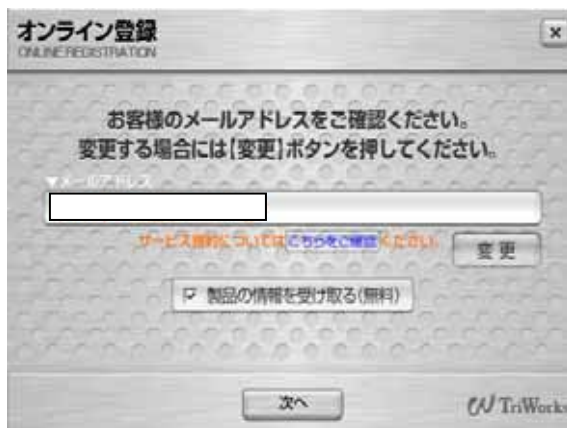 オンライン登録
ONLINE REGISTRATION
×
お客様のメールアドレスをご確認ください。
変更する場合には【変更】ボタンを押してください。
▼メールアドレス
サービス規約についてはこちらをご確認ください。
変更
製品の情報を受け取る(無料)
次へ
TriWorks